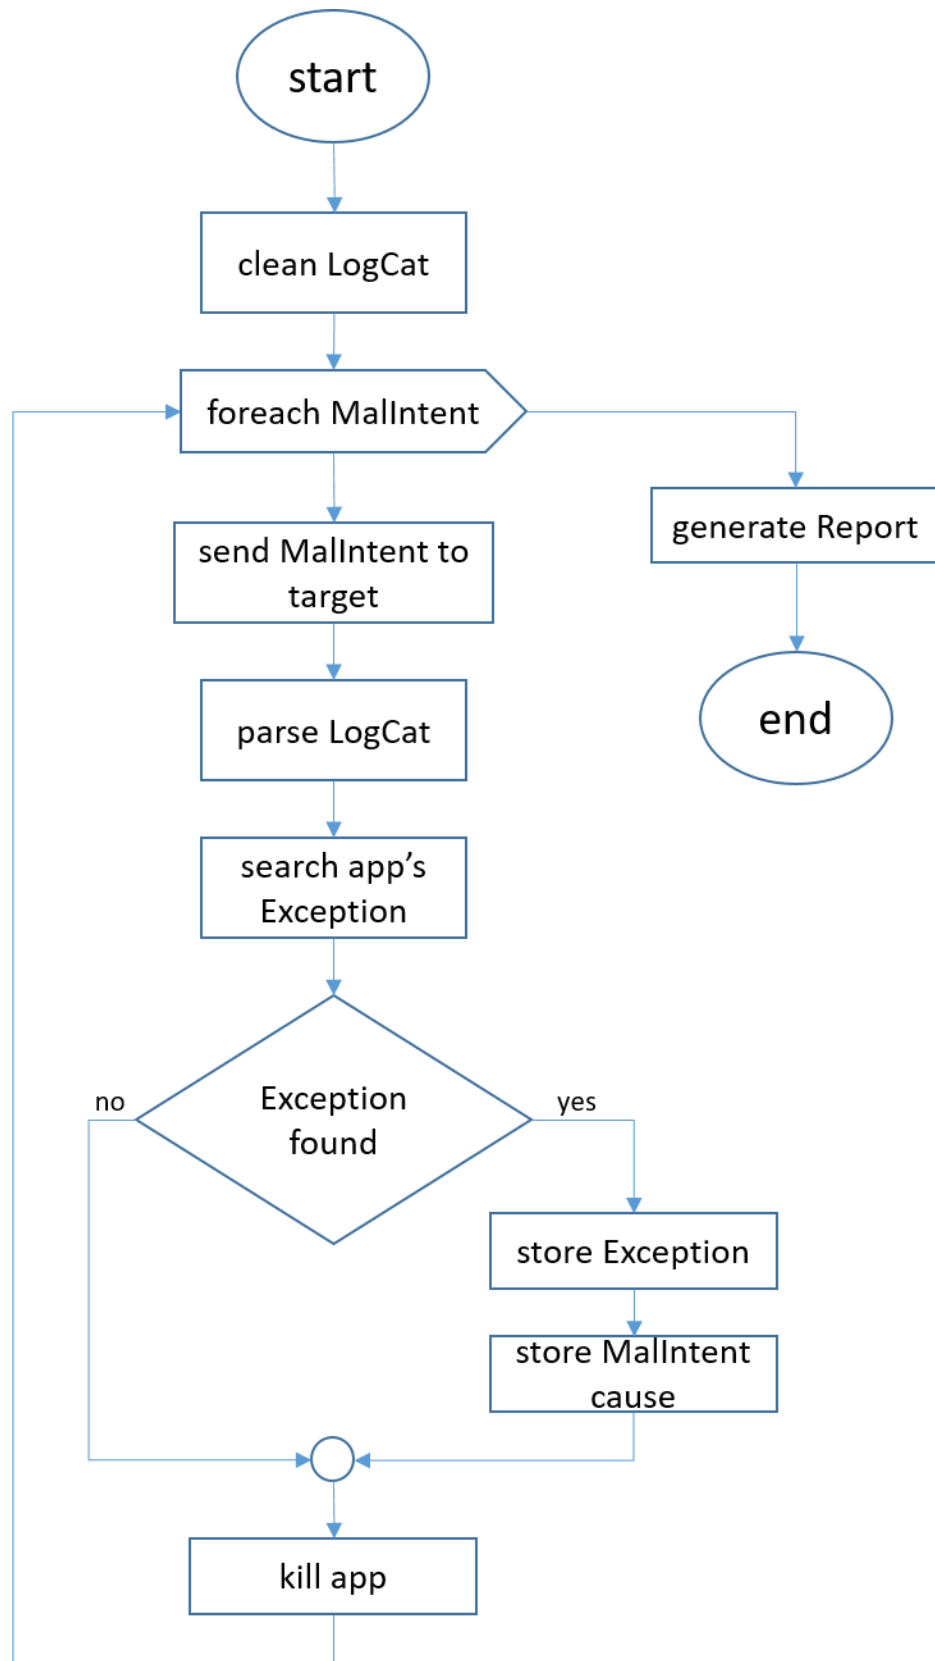 start
clean LogCat
foreach MalIntent
send MalIntent to
target
generate Report
parse LogCat
end
search app’s
Exception
Exception
found
no
yes
store Exception
store MalIntent
cause
kill app